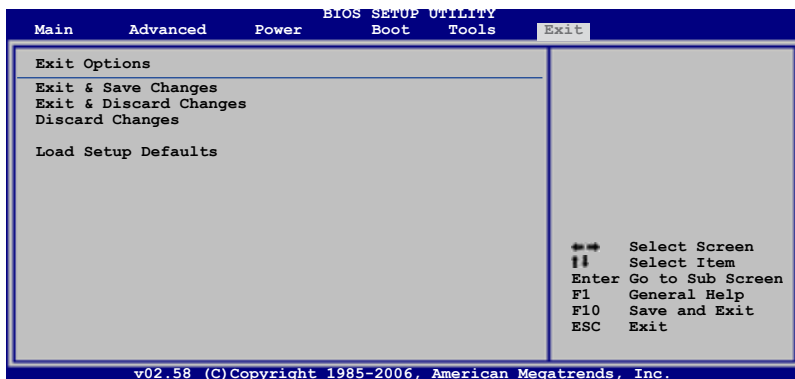 BIOS SETUP UTILITY
Main Advanced Power Boot Tools Exit
Exit Options
Exit & Save Changes
Exit & Discard Changes
Discard Changes
Load Setup Defaults
←→ Select Screen
↑↓ Select Item
Enter Go to Sub Screen
F1 General Help
F10 Save and Exit
ESC Exit
v02.58 (C)Copyright 1985-2006, American Megatrends, Inc.